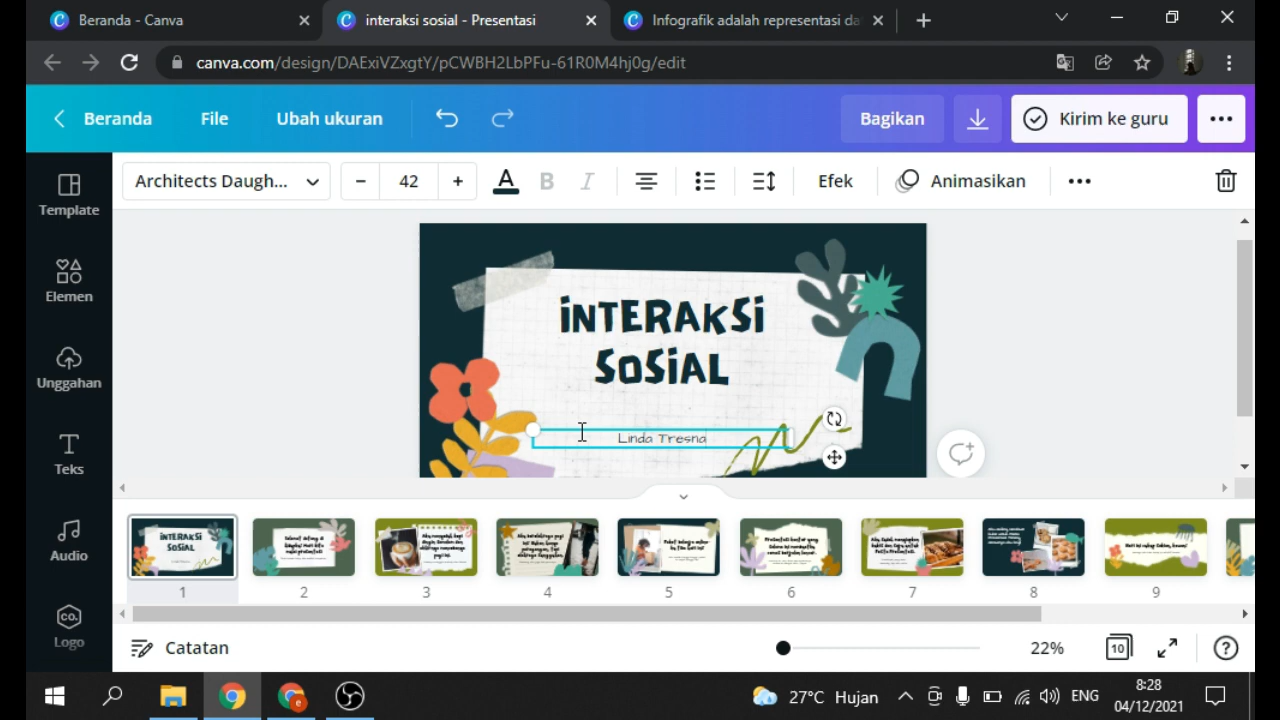 Beranda - Canva
interaksi sosial - Presentasi
Infografik adalah representasi da
canva.com/design/DAExiVZxgtY/pCWBH2LbPFu-61R0M4hj0g/edit
Beranda
File
Ubah ukuran
Bagikan
Kirim ke guru
Architects Daugh...
42
A
B
I
Efek
Animasikan
Template
Elemen
Unggahan
Teks
Audio
CO.
Logo
INTERAKSI
SOSIAL
Linda Tresna
INTERAKSI
SOSIAL
1
2
3
4
5
6
7
8
9
Catatan
22%
10
?
27°C Hujan
ENG
8:28
04/12/2021